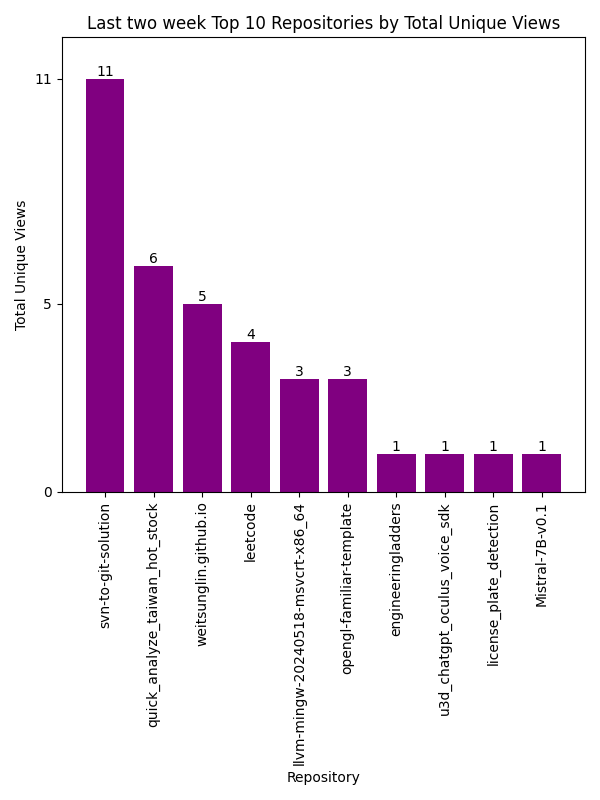 Last two week Top 10 Repositories by Total Unique Views
Total Unique Views
11
5
0
11
6
5
4
3
3
1
1
1
1
svn-to-git-solution
quick_analyze_taiwan_hot_stock
weitsunglin.github.io
leetcode
llvm-mingw-20240518-msvcrt-x86_64
opengl-familiar-template
engineeringladders
u3d_chatgpt_oculus_voice_sdk
license_plate_detection
Mistral-7B-v0.1
Repository